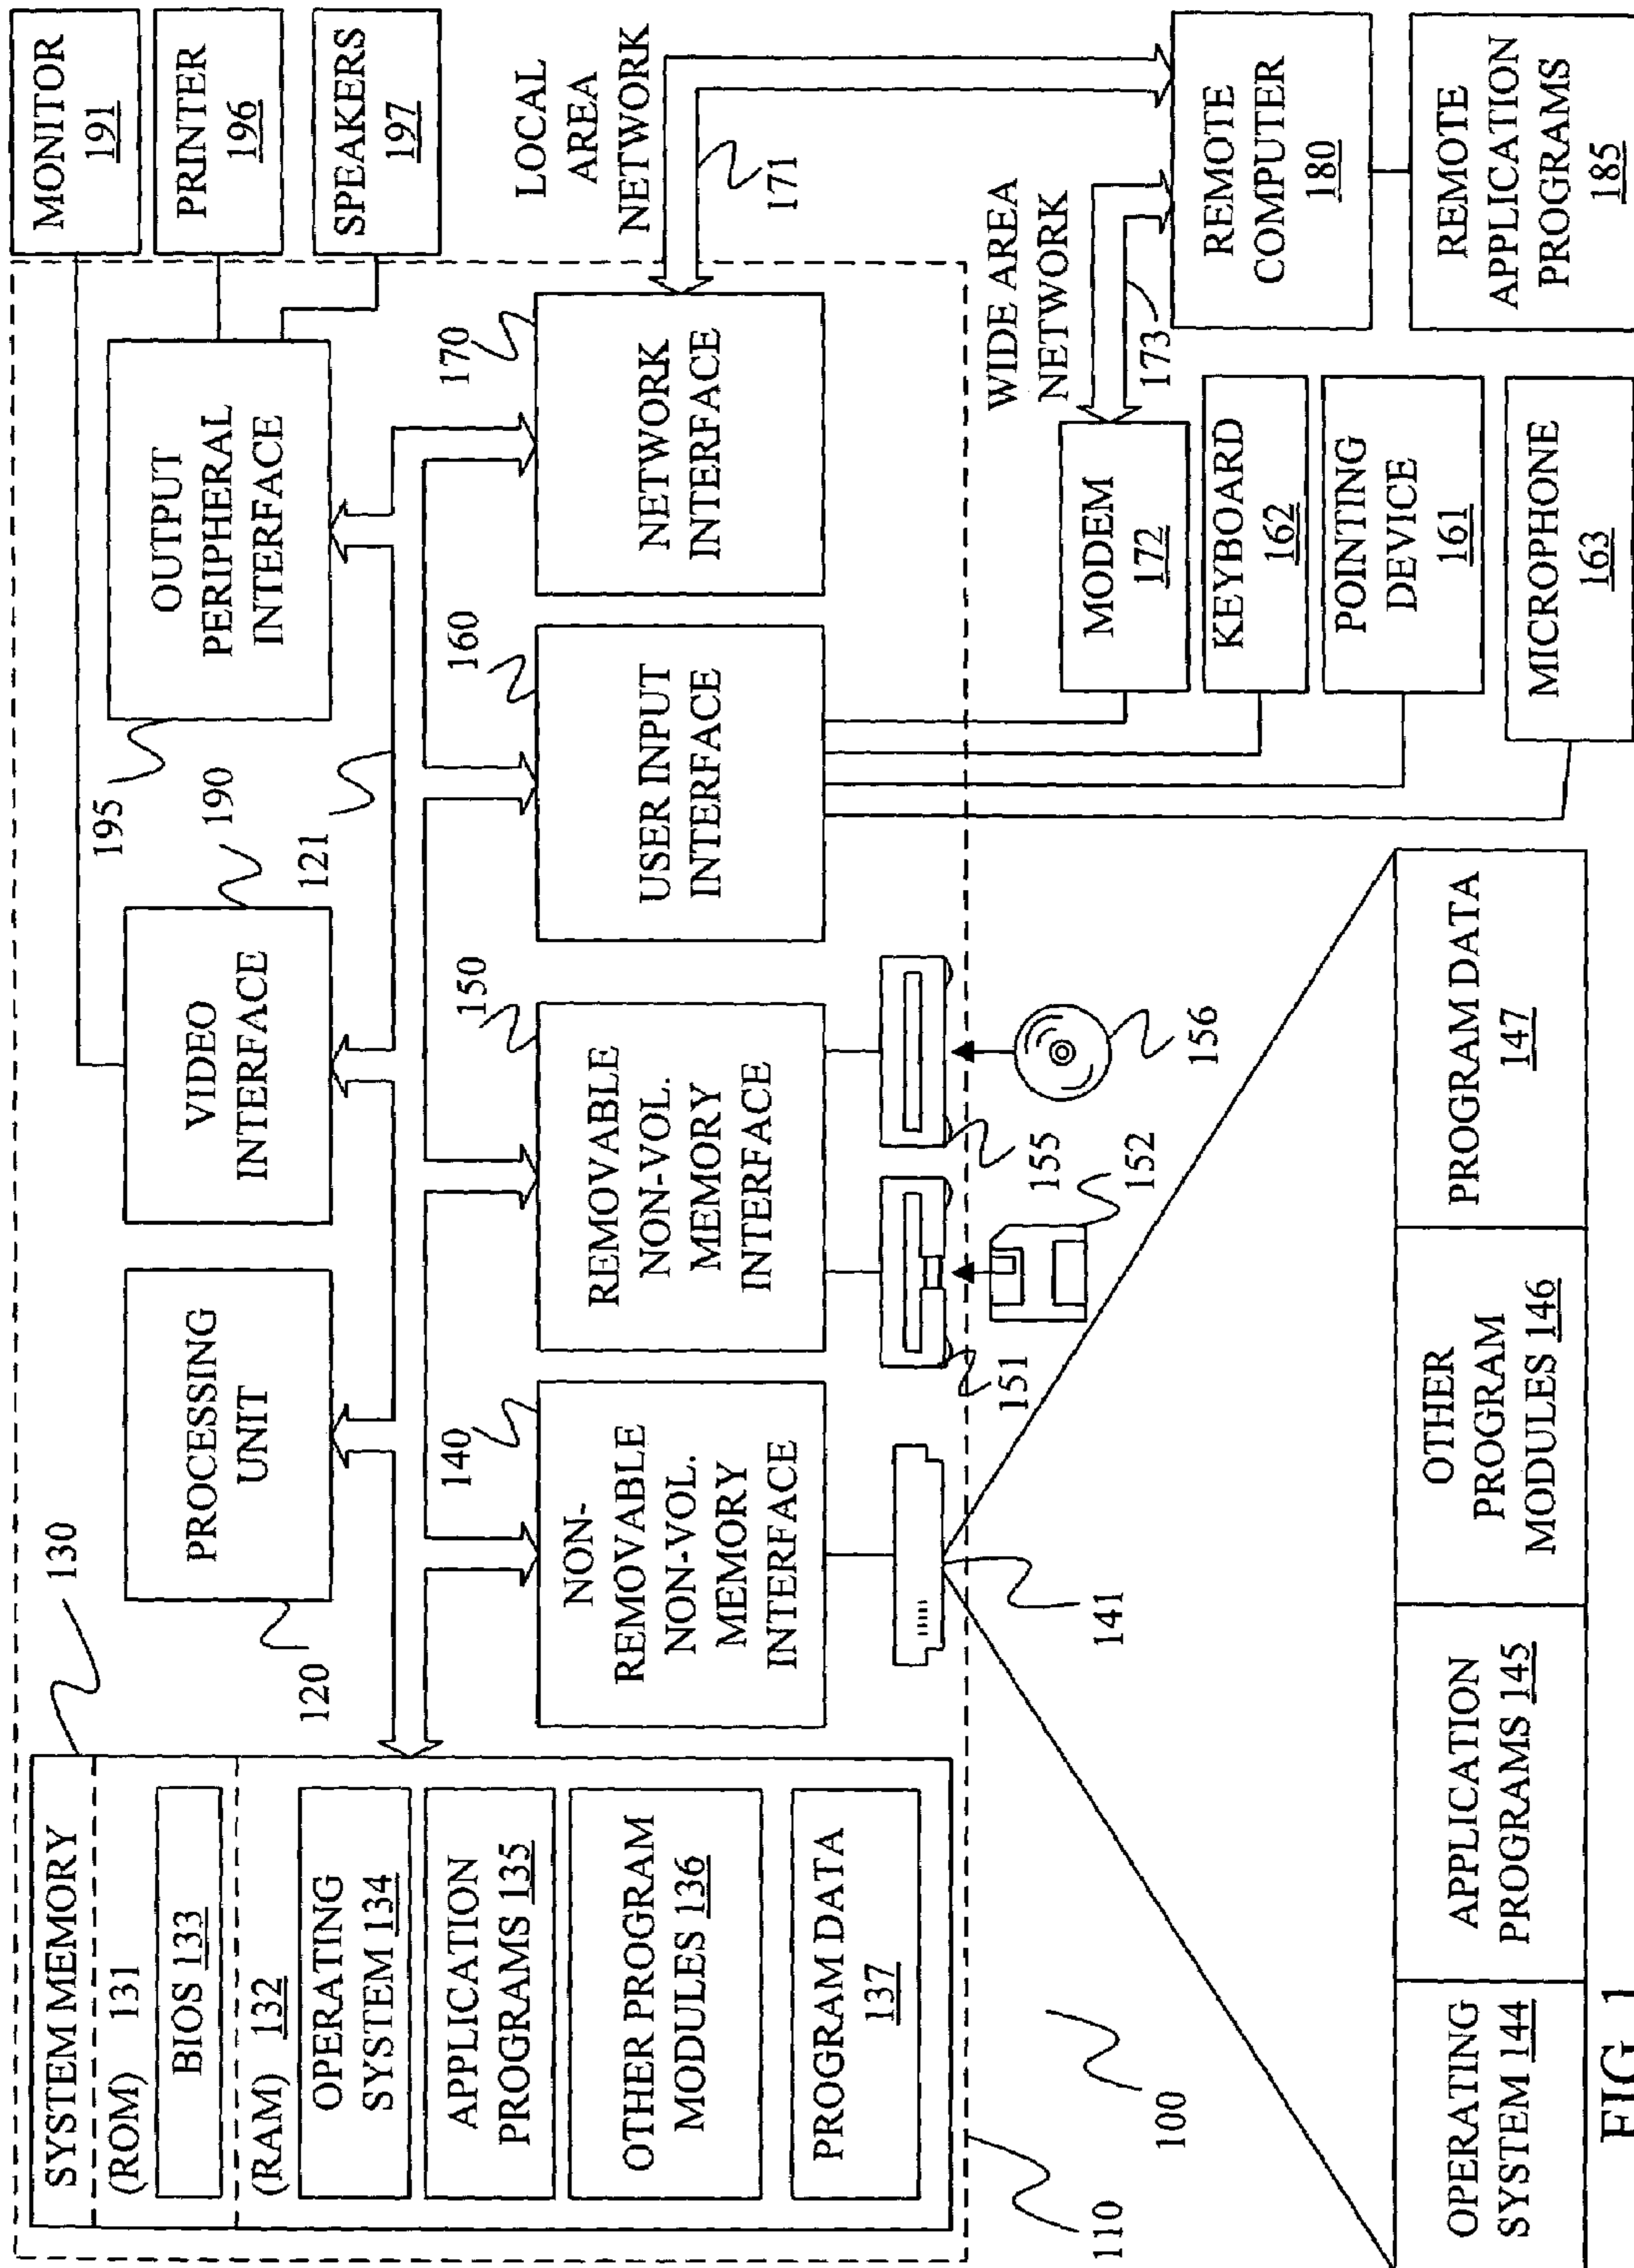 SYSTEM MEMORY
(ROM) 131
BIOS 133
(RAM) 132
OPERATING
SYSTEM 134
APPLICATION
PROGRAMS 135
OTHER PROGRAM
MODULES 136
PROGRAM DATA
137
130
PROCESSING
UNIT
120
VIDEO
INTERFACE
190
OUTPUT
PERIPHERAL
INTERFACE
195
121
MONITOR
191
PRINTER
196
SPEAKERS
197
NON-
REMOVABLE
NON-VOL.
MEMORY
INTERFACE
140
REMOVABLE
NON-VOL.
MEMORY
INTERFACE
150
USER INPUT
INTERFACE
160
NETWORK
INTERFACE
170
LOCAL
AREA
NETWORK
171
141
151
152
155
156
WIDE AREA
NETWORK
173
MODEM
172
KEYBOARD
162
POINTING
DEVICE
161
MICROPHONE
163
REMOTE
COMPUTER
180
REMOTE
APPLICATION
PROGRAMS
185
110
100
OPERATING
SYSTEM 144
APPLICATION
PROGRAMS 145
OTHER
PROGRAM
MODULES 146
PROGRAM DATA
147
FIG. 1